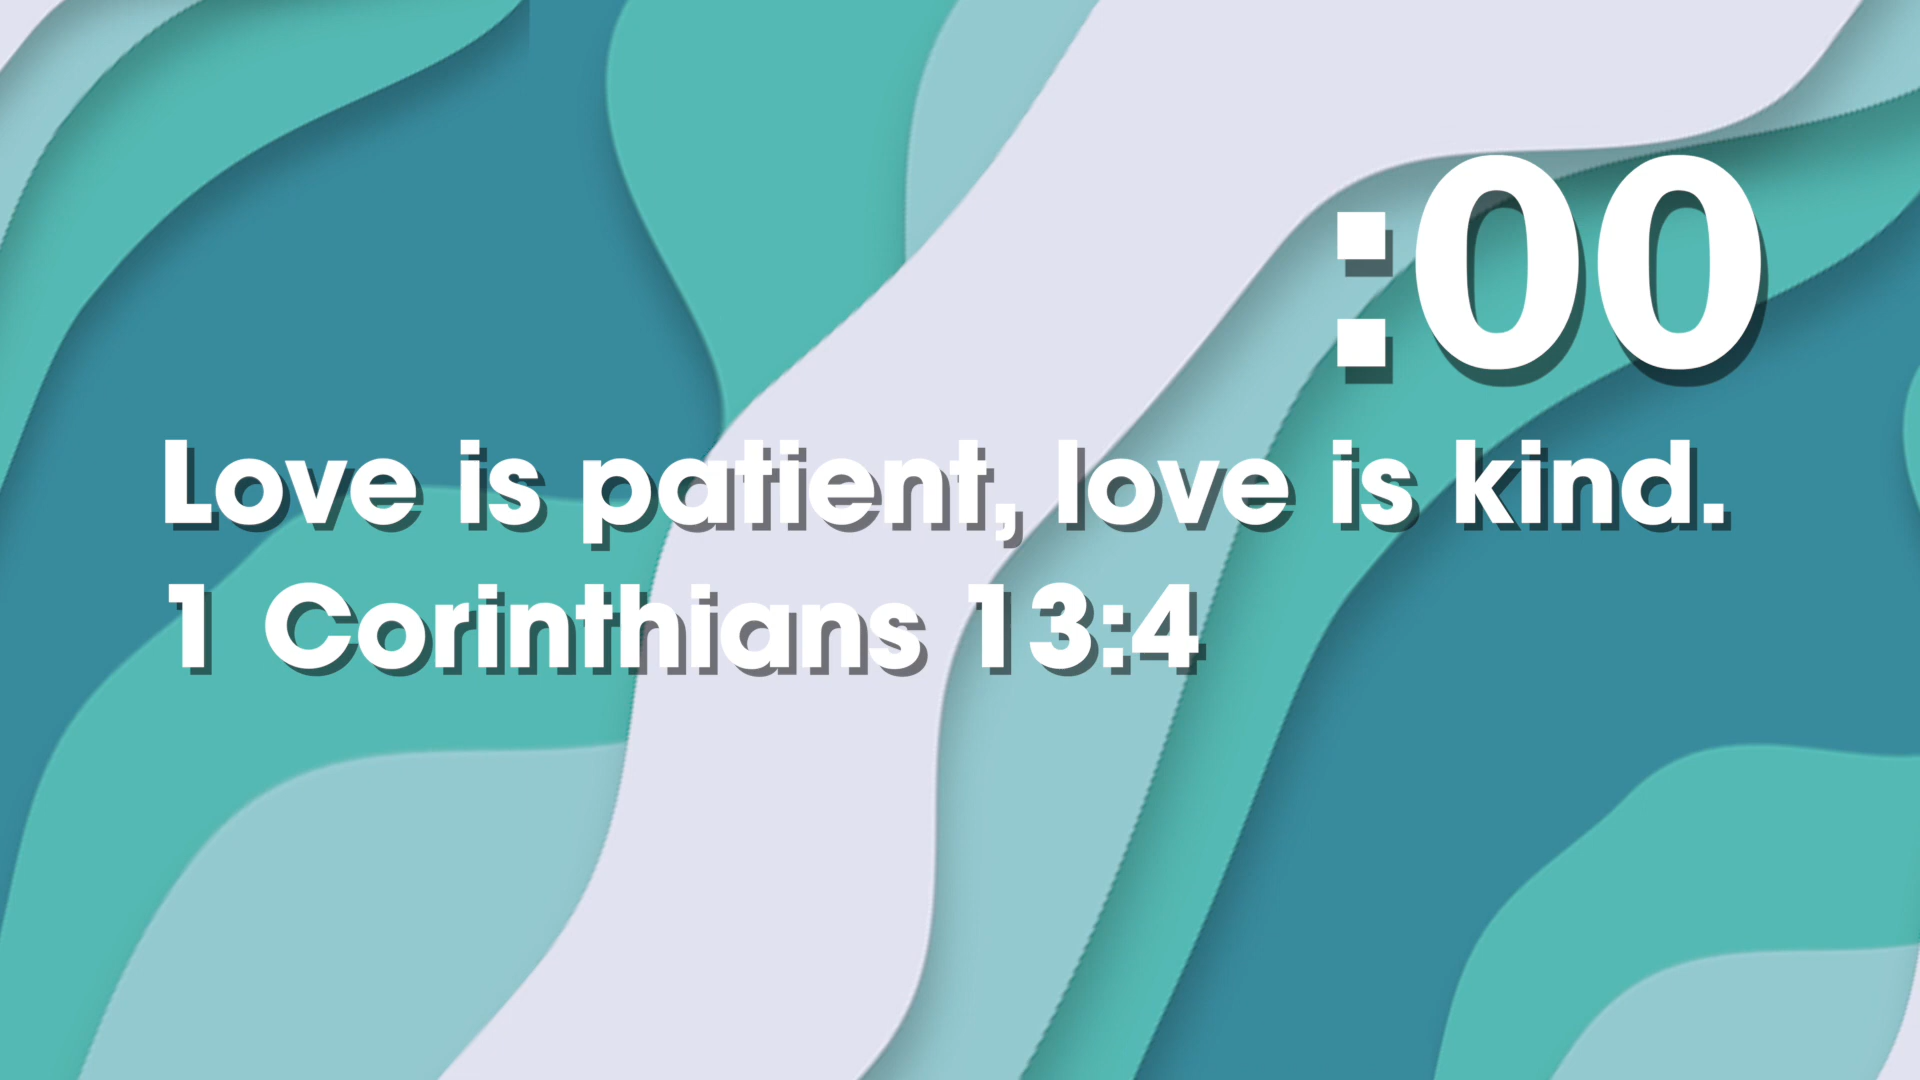 :00
Love is patient, love is kind.
1 Corinthians 13:4